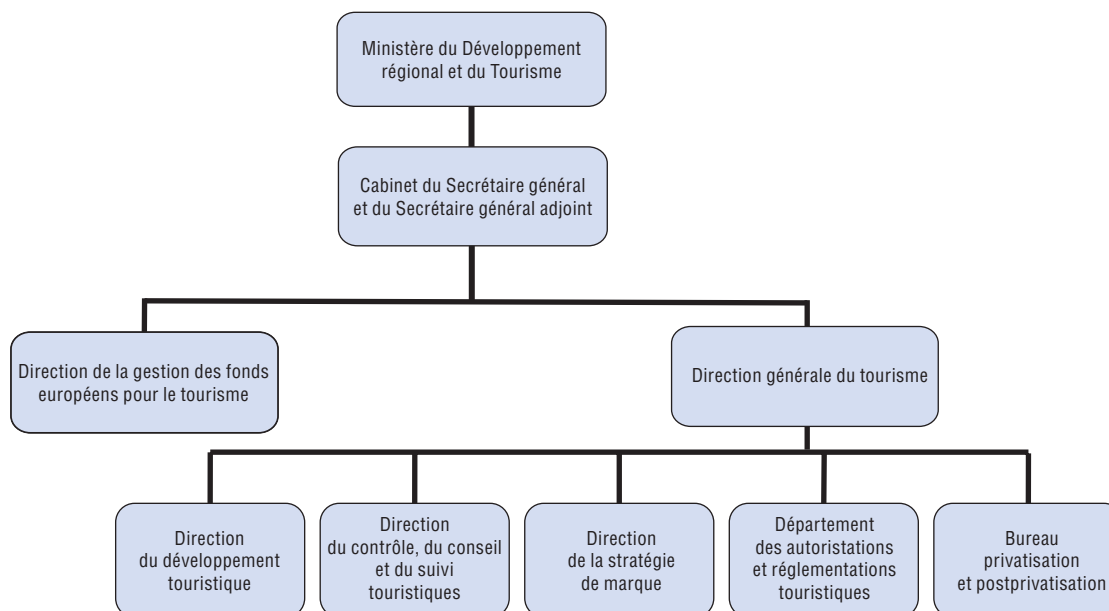 Ministère du Développement
régional et du Tourisme
Cabinet du Secrétaire général
et du Secrétaire général adjoint
Direction de la gestion des fonds
européens pour le tourisme
Direction générale du tourisme
Direction
du développement
touristique
Direction
du contrôle, du conseil
et du suivi
touristiques
Direction
de la stratégie
de marque
Département
des autoristations
et réglementations
touristiques
Bureau
privatisation
et postprivatisation